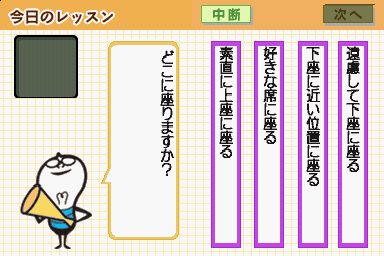 今日のレッスン
中断
次へ
遠慮して下座に座る
下座に近い位置に座る
好きな席に座る
素直に上座に座る
どこに座りますか？